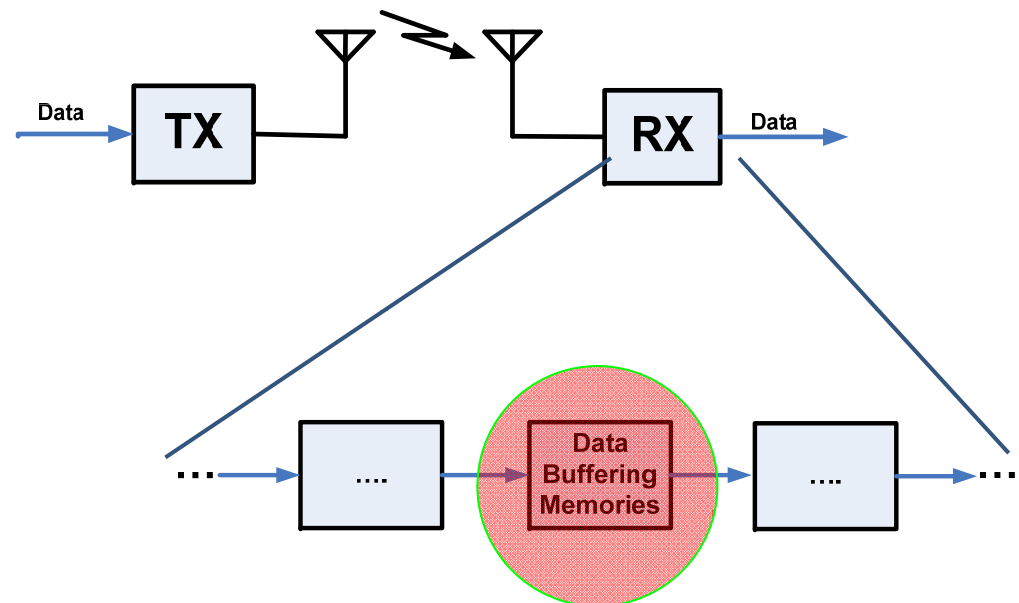 Data
TX
RX
Data
...
....
Data
Buffering
Memories
....
...